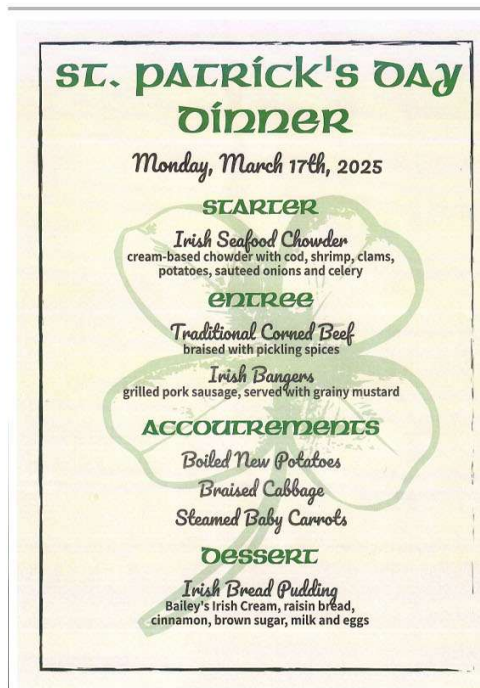 St. Patrick's Day
Dinner
Monday, March 17th, 2025
Starter
Irish Seafood Chowder
cream-based chowder with cod, shrimp, clams,
potatoes, sauteed onions and celery
Entree
Traditional Corned Beef
braised with pickling spices
Irish Bangers
grilled pork sausage, served with grainy mustard
Accoutrements
Boiled New Potatoes
Braised Cabbage
Steamed Baby Carrots
Dessert
Irish Bread Pudding
Bailey's Irish Cream, raisin bread,
cinnamon, brown sugar, milk and eggs